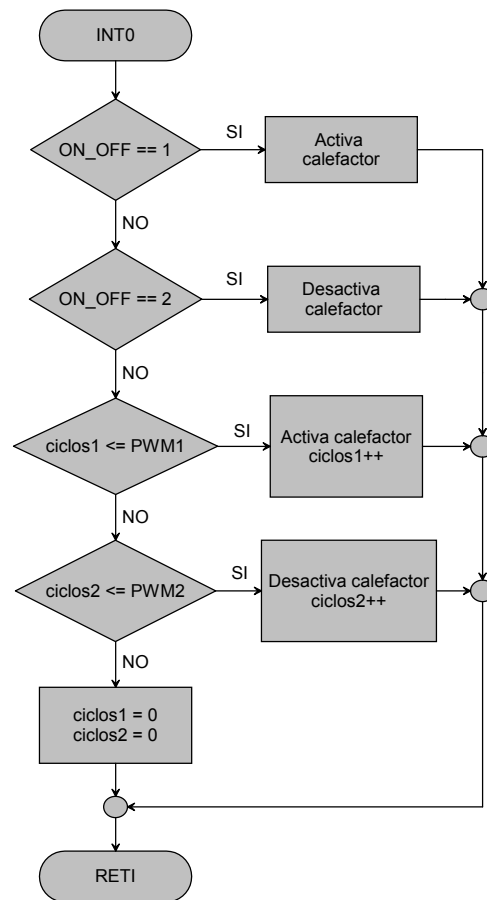 INT0
ON_OFF == 1
SI
Activa
calefactor
NO
ON_OFF == 2
SI
Desactiva
calefactor
NO
ciclos1 <= PWM1
SI
Activa calefactor
ciclos1++
NO
ciclos2 <= PWM2
SI
Desactiva calefactor
ciclos2++
NO
ciclos1 = 0
ciclos2 = 0
RETI